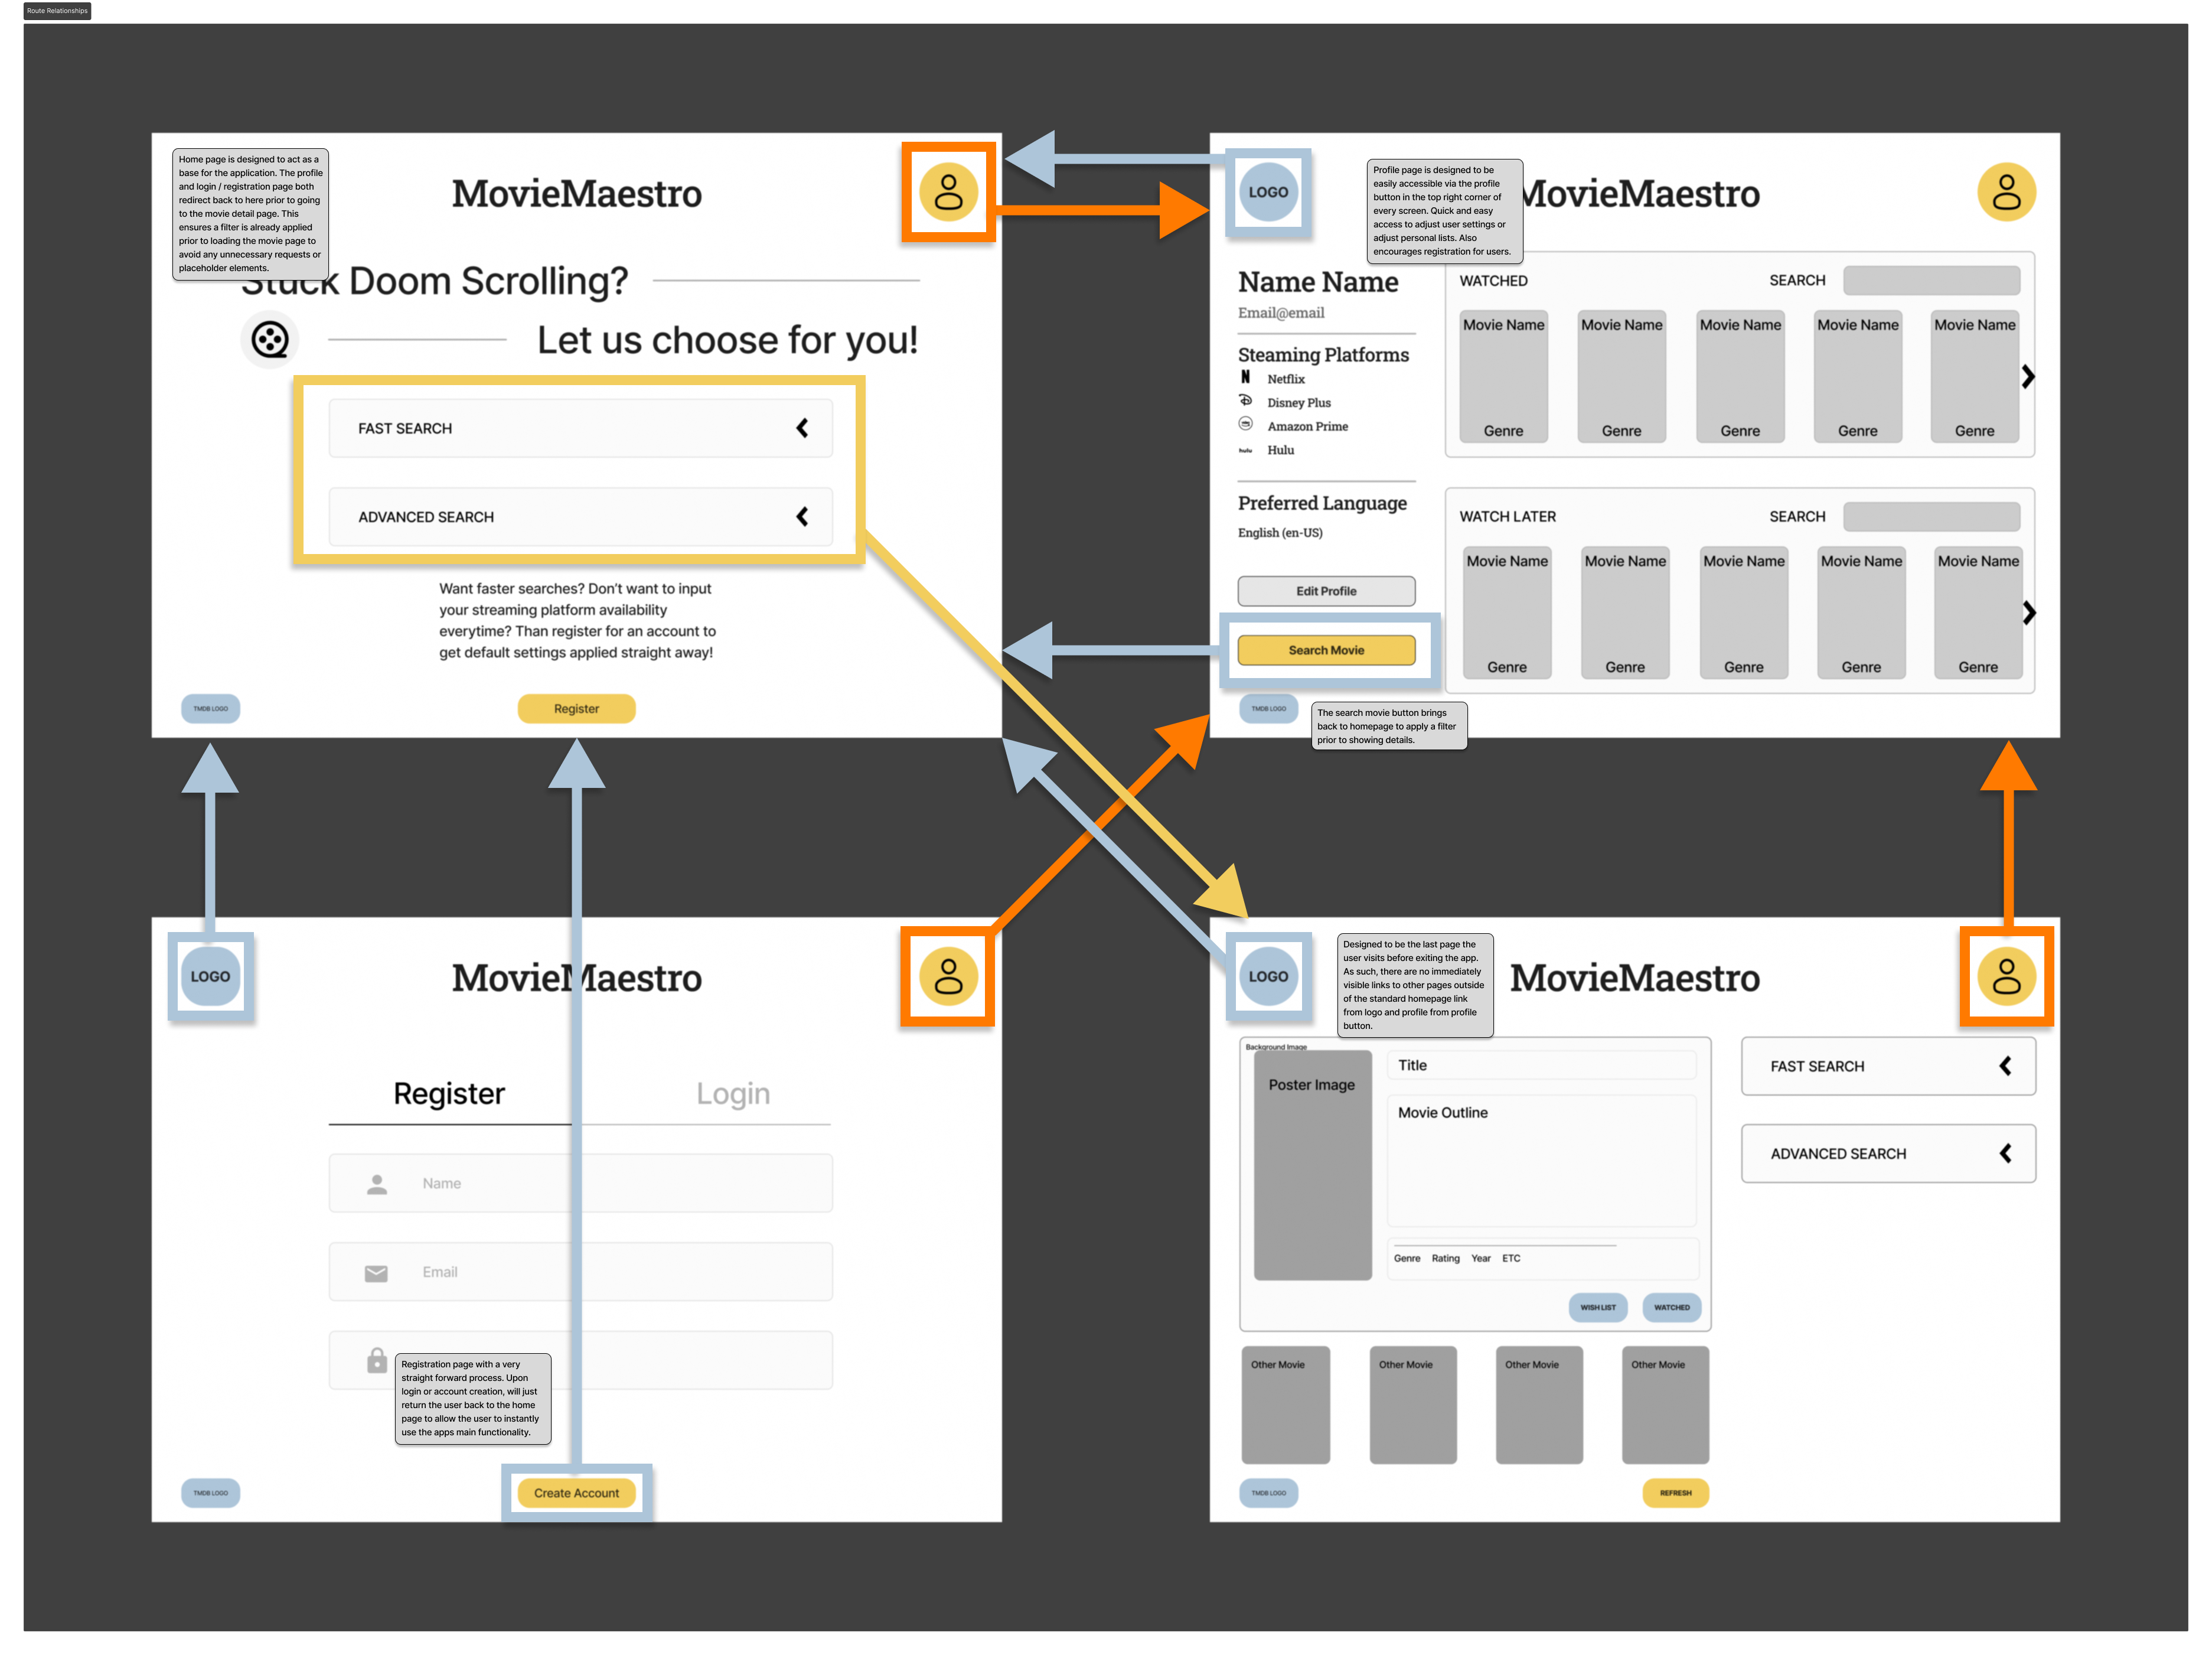 Route Relationships
Home page is designed to act as a
base for the application. The profile
and login / registration page both
redirect back to here prior to going
to the movie detail page. This
ensures a filter is already applied
prior to loading the movie page to
avoid any unnecessary requests or
placeholder elements.
MovieMaestro
Stuck Doom Scrolling?
Let us choose for you!
FAST SEARCH
ADVANCED SEARCH
Want faster searches? Don't want to input
your streaming platform availability
everytime? Than register for an account to
get default settings applied straight away!
TMDB LOGO
Register
LOGO
Profile page is designed to be
easily accessible via the profile
button in the top right corner of
every screen. Quick and easy
access to adjust user settings or
adjust personal lists. Also
encourages registration for users.
MovieMaestro
Name Name
Email@email
Steaming Platforms
N Netflix
Disney Plus
Amazon Prime
hulu Hulu
Preferred Language
English (en-US)
Edit Profile
Search Movie
TMDB LOGO
The search movie button brings
back to homepage to apply a filter
prior to showing details.
WATCHED SEARCH
Movie Name Movie Name Movie Name Movie Name Movie Name
Genre Genre Genre Genre Genre
WATCH LATER SEARCH
Movie Name Movie Name Movie Name Movie Name Movie Name
Genre Genre Genre Genre Genre
LOGO
MovieMaestro
Register Login
Name
Email
Registration page with a very
straight forward process. Upon
login or account creation, will just
return the user back to the home
page to allow the user to instantly
use the apps main functionality.
TMDB LOGO
Create Account
LOGO
Designed to be the last page the
user visits before exiting the app.
As such, there are no immediately
visible links to other pages outside
of the standard homepage link
from logo and profile from profile
button.
MovieMaestro
Background Image
Poster Image
Title
Movie Outline
Genre Rating Year ETC
WISH LIST WATCHED
FAST SEARCH
ADVANCED SEARCH
Other Movie Other Movie Other Movie Other Movie
TMDB LOGO
REFRESH